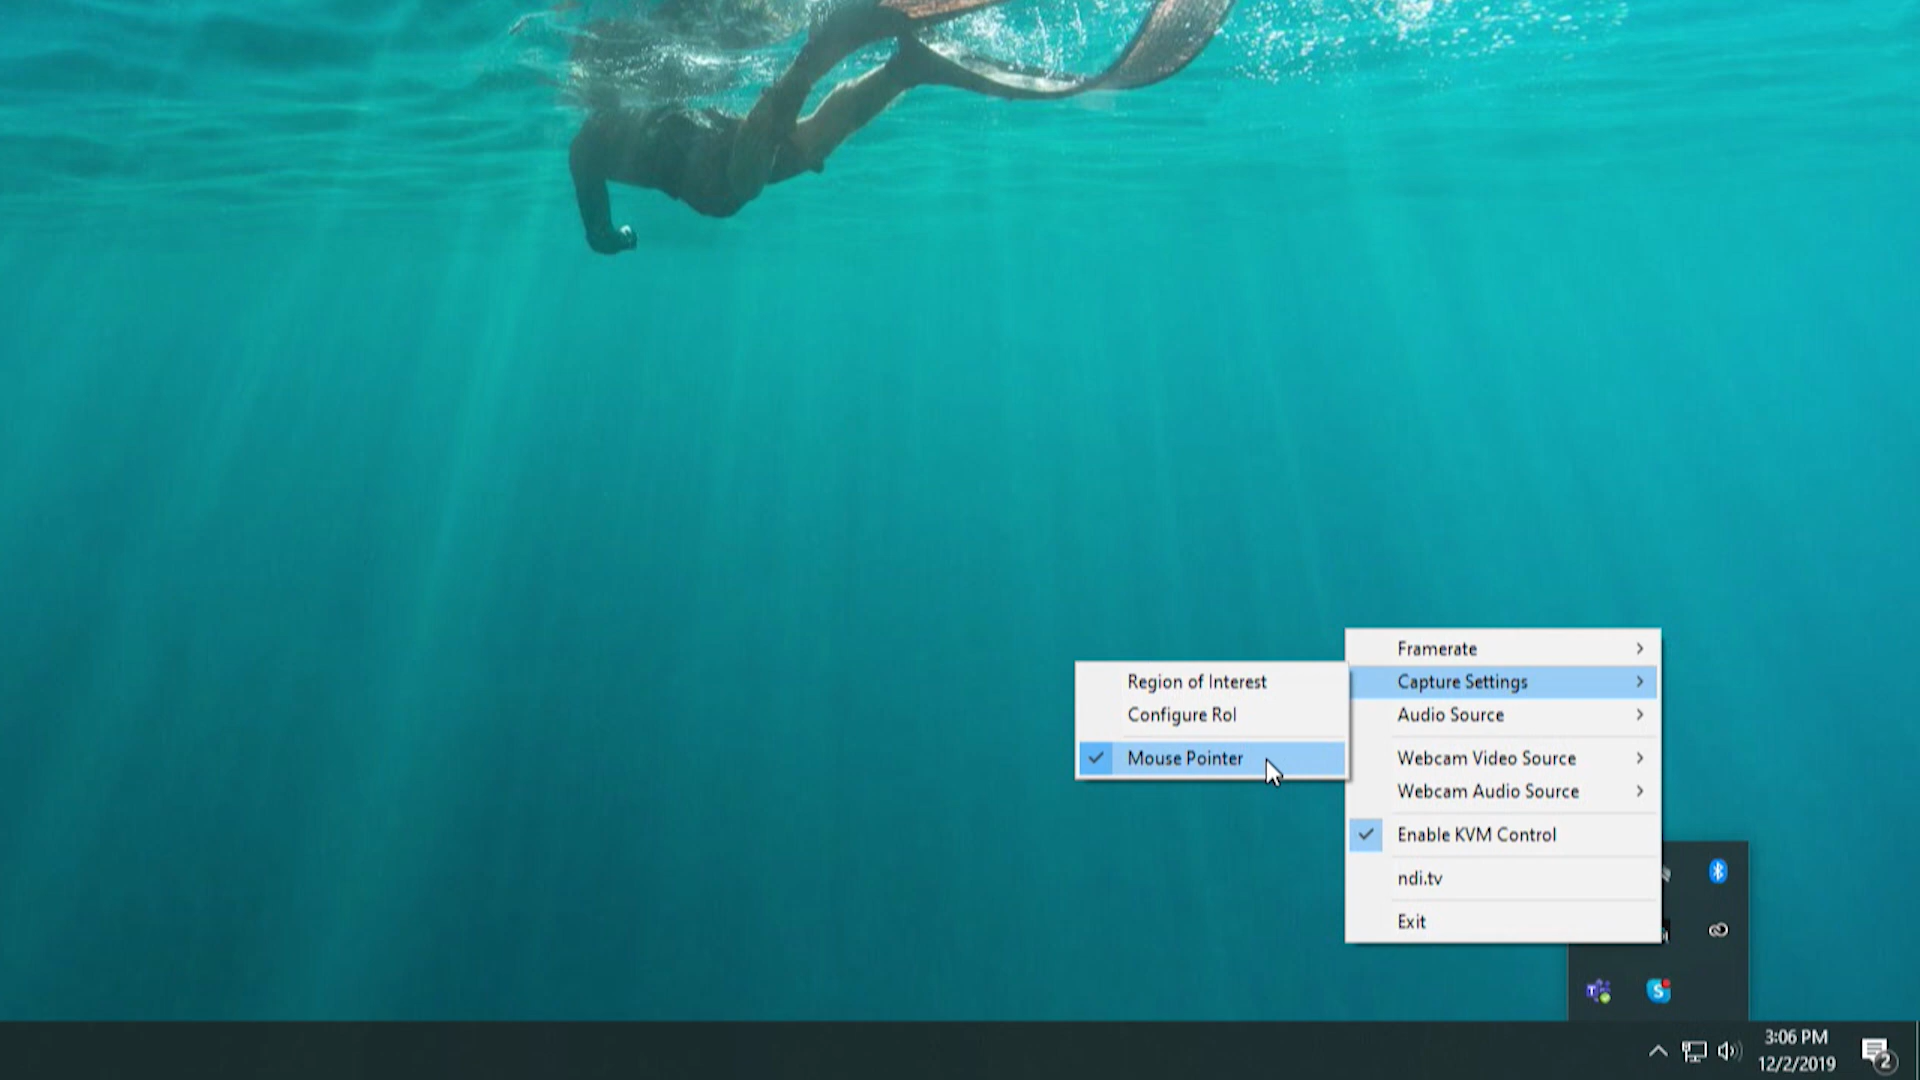 Framerate
Capture Settings
Audio Source
Webcam Video Source
Webcam Audio Source
Enable KVM Control
ndi.tv
Exit
Region of Interest
Configure RoI
Mouse Pointer
T
S
3:06 PM
12/2/2019
2